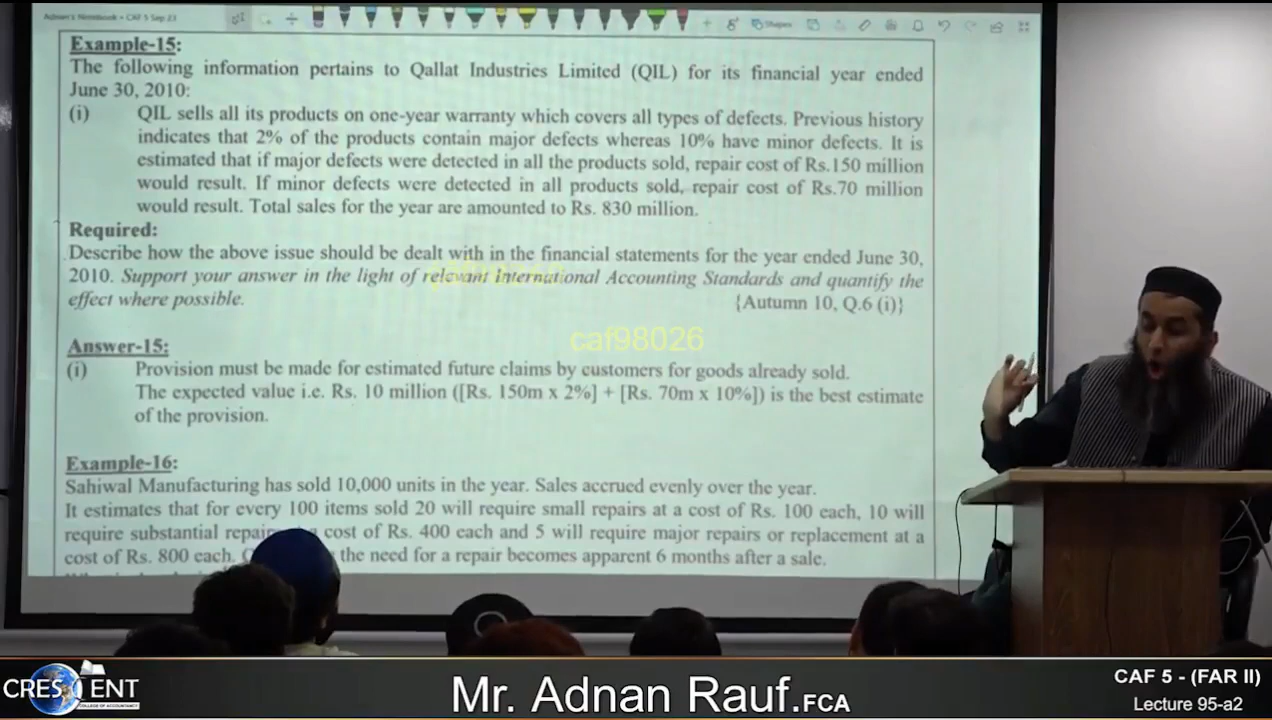 Adnan's Notebook • CAF 5 Sep 23
Shapes
Example-15:
The following information pertains to Qallat Industries Limited (QIL) for its financial year ended
June 30, 2010:
(i) QIL sells all its products on one-year warranty which covers all types of defects. Previous history
indicates that 2% of the products contain major defects whereas 10% have minor defects. It is
estimated that if major defects were detected in all the products sold, repair cost of Rs.150 million
would result. If minor defects were detected in all products sold, repair cost of Rs.70 million
would result. Total sales for the year are amounted to Rs. 830 million.
Required:
Describe how the above issue should be dealt with in the financial statements for the year ended June 30,
2010. Support your answer in the light of relevant International Accounting Standards and quantify the
effect where possible. {Autumn 10, Q.6 (i)}
caf98026
Answer-15:
(i) Provision must be made for estimated future claims by customers for goods already sold.
The expected value i.e. Rs. 10 million ([Rs. 150m x 2%] + [Rs. 70m x 10%]) is the best estimate
of the provision.
Example-16:
Sahiwal Manufacturing has sold 10,000 units in the year. Sales accrued evenly over the year.
It estimates that for every 100 items sold 20 will require small repairs at a cost of Rs. 100 each, 10 will
require substantial cost of Rs. 400 each and 5 will require major repairs or replacement at a
cost of Rs. 800 each. the need for a repair becomes apparent 6 months after a sale.
CRESCENT
COLLEGE OF ACCOUNTANCY
Mr. Adnan Rauf.FCA
CAF 5 - (FAR II)
Lecture 95-a2